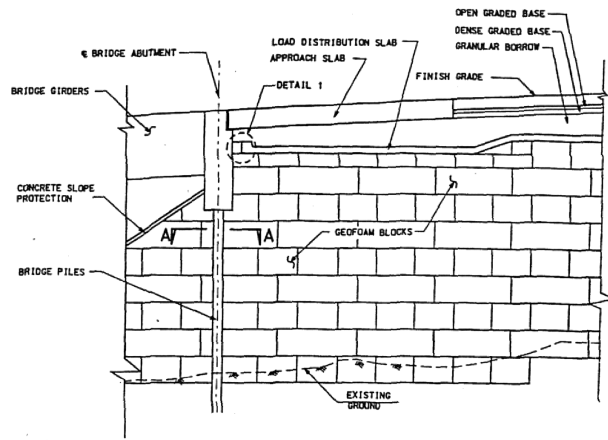 OPEN GRADED BASE
DENSE GRADED BASE
GRANULAR BORROW
℄ BRIDGE ABUTMENT
LOAD DISTRIBUTION SLAB
APPROACH SLAB
FINISH GRADE
DETAIL 1
BRIDGE GIRDERS
CONCRETE SLOPE
PROTECTION
A A
GEOFOAM BLOCKS
BRIDGE PILES
EXISTING
GROUND